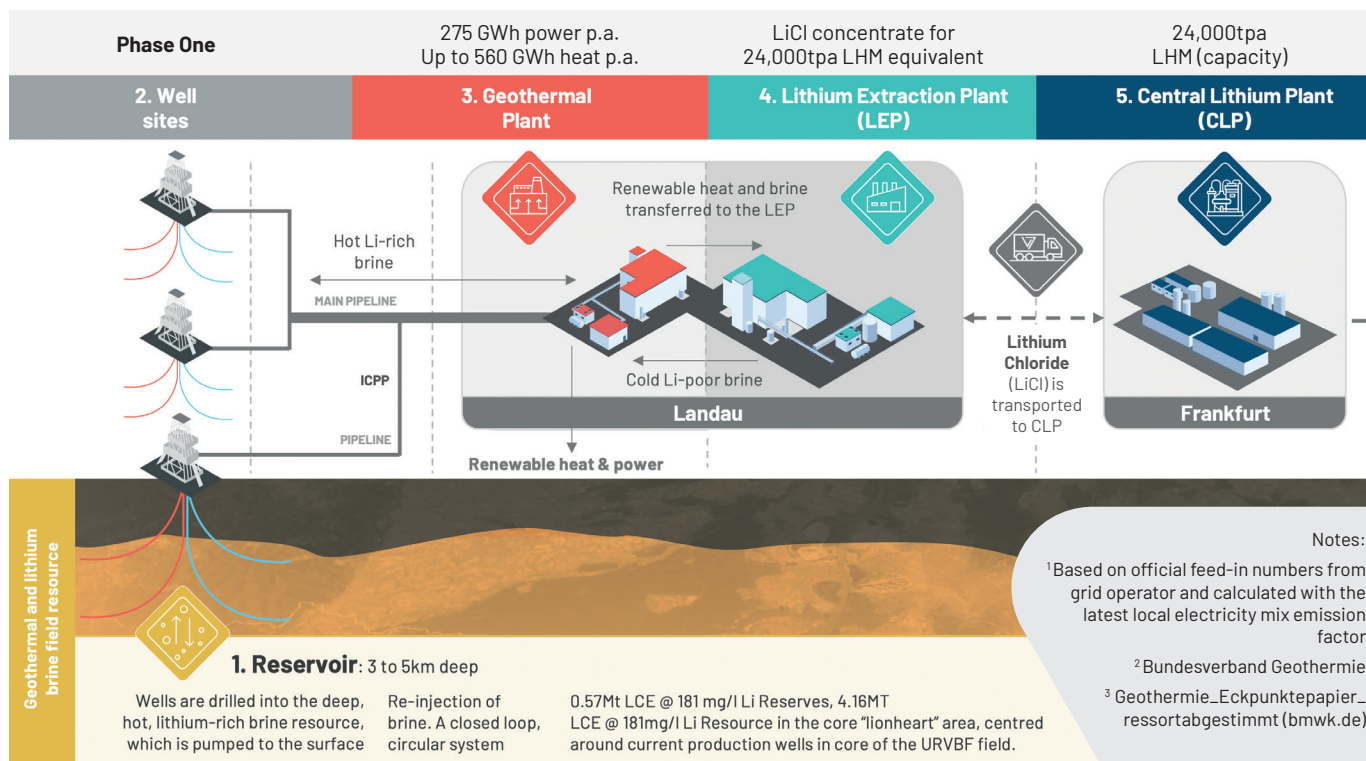 Phase One
275 GWh power p.a.
Up to 560 GWh heat p.a.
LiCl concentrate for
24,000tpa LHM equivalent
24,000tpa
LHM (capacity)
2. Well
sites
3. Geothermal
Plant
4. Lithium Extraction Plant
(LEP)
5. Central Lithium Plant
(CLP)
Renewable heat and brine
transferred to the LEP
Hot Li-rich
brine
MAIN PIPELINE
ICPP
PIPELINE
Cold Li-poor brine
Landau
Renewable heat & power
Lithium
Chloride
(LiCl) is
transported
to CLP
Frankfurt
Geothermal and lithium
brine field resource
1. Reservoir: 3 to 5km deep
Wells are drilled into the deep,
hot, lithium-rich brine resource,
which is pumped to the surface
Re-injection of
brine. A closed loop,
circular system
0.57Mt LCE @ 181 mg/l Li Reserves, 4.16MT
LCE @ 181mg/l Li Resource in the core “lionheart” area, centred
around current production wells in core of the URVBF field.
Notes:
¹ Based on official feed-in numbers from
grid operator and calculated with the
latest local electricity mix emission
factor
² Bundesverband Geothermie
³ Geothermie_Eckpunktepapier_
ressortabgestimmt (bmwk.de)